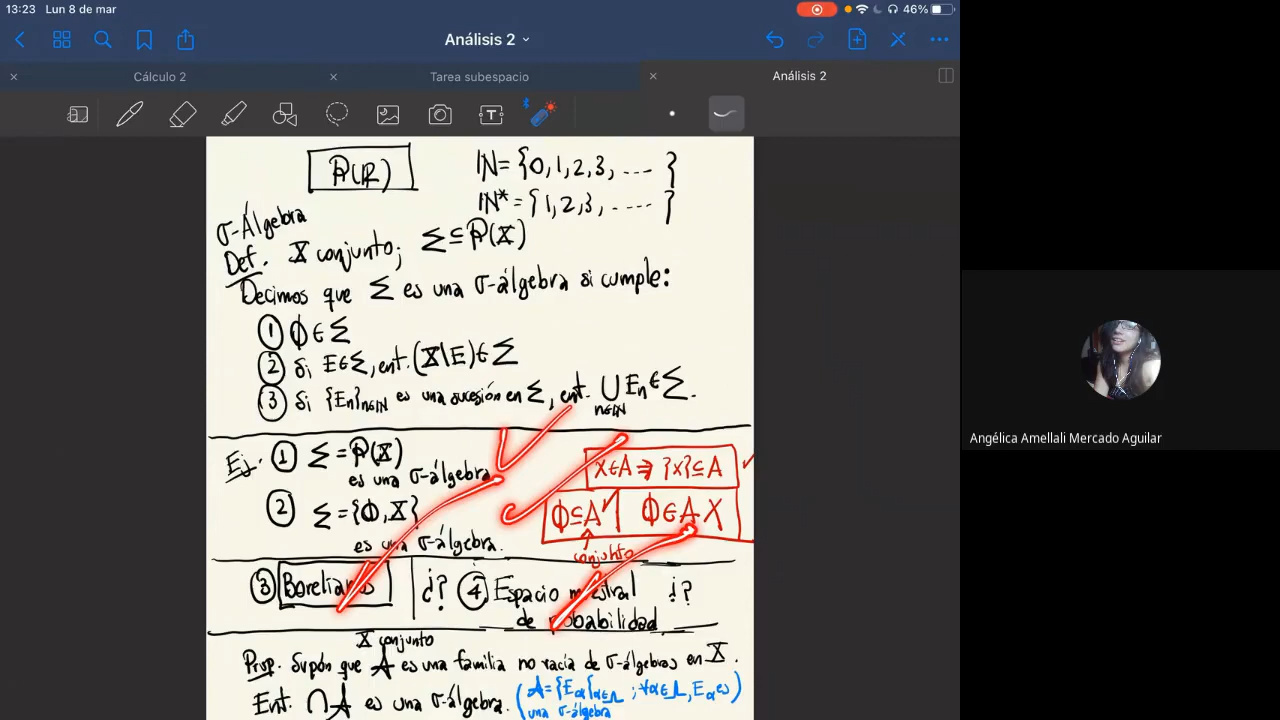 13:23 Lun 8 de mar
46%
Análisis 2
Cálculo 2
Tarea subespacio
Análisis 2
P(ℝ)
ℕ = {0, 1, 2, 3, .... }
ℕ* = {1, 2, 3, ..... }
σ-Álgebra
Def. X conjunto; Σ ⊆ P(X)
Decimos que Σ es una σ-álgebra si cumple:
① ϕ ∈ Σ
② si E ∈ Σ, ent. (X\E) ∈ Σ
③ si {En}n∈ℕ es una sucesión en Σ, ent. ⋃n∈ℕ En ∈ Σ.
Ej. ① Σ = P(X)
es una σ-álgebra
x∈A ⇒ {x} ⊆ A ✓
② Σ = {ϕ, X}
es una σ-álgebra.
ϕ ⊆ A ✓ ϕ ∈ A X
conjunto
③ Borelianos ¿? ④ Espacio muestral ¿?
de probabilidad
X conjunto
Prop. Supón que A es una familia no vacía de σ-álgebras en X.
Ent. ⋂A es una σ-álgebra. (A = {Eα}α∈Λ ; ∀α∈Λ, Eα es)
una σ-álgebra
Angélica Amellali Mercado Aguilar